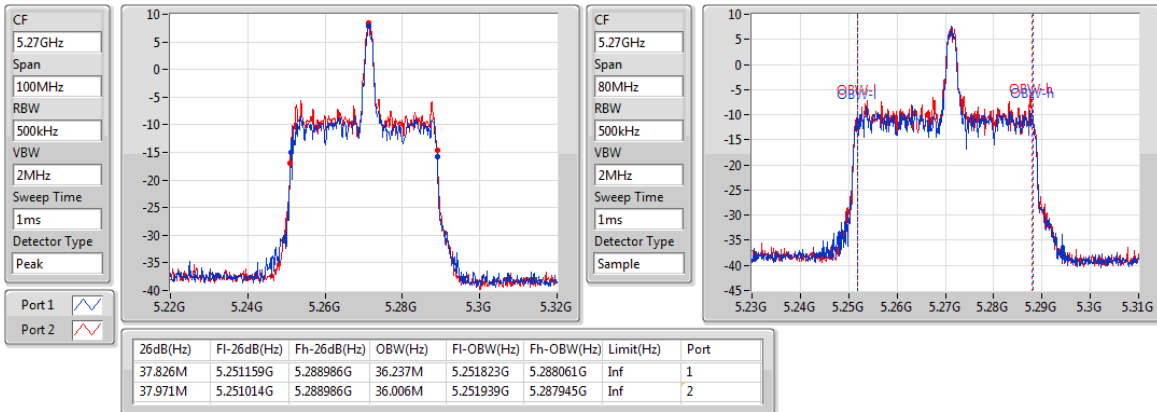 CF
5.27GHz
Span
100MHz
RBW
500kHz
VBW
2MHz
Sweep Time
1ms
Detector Type
Peak
Port 1
Port 2
10
5
0
-5
-10
-15
-20
-25
-30
-35
-40
5.22G 5.24G 5.26G 5.28G 5.3G 5.32G
CF
5.27GHz
Span
80MHz
RBW
500kHz
VBW
2MHz
Sweep Time
1ms
Detector Type
Sample
10
5
0
-5
-10
-15
-20
-25
-30
-35
-40
-45
OBW-l
OBW-l
OBW-h
OBW-h
5.23G 5.24G 5.25G 5.26G 5.27G 5.28G 5.29G 5.3G 5.31G
26dB(Hz) Fl-26dB(Hz) Fh-26dB(Hz) OBW(Hz) Fl-OBW(Hz) Fh-OBW(Hz) Limit(Hz) Port
37.826M 5.251159G 5.288986G 36.237M 5.251823G 5.288061G Inf 1
37.971M 5.251014G 5.288986G 36.006M 5.251939G 5.287945G Inf 2